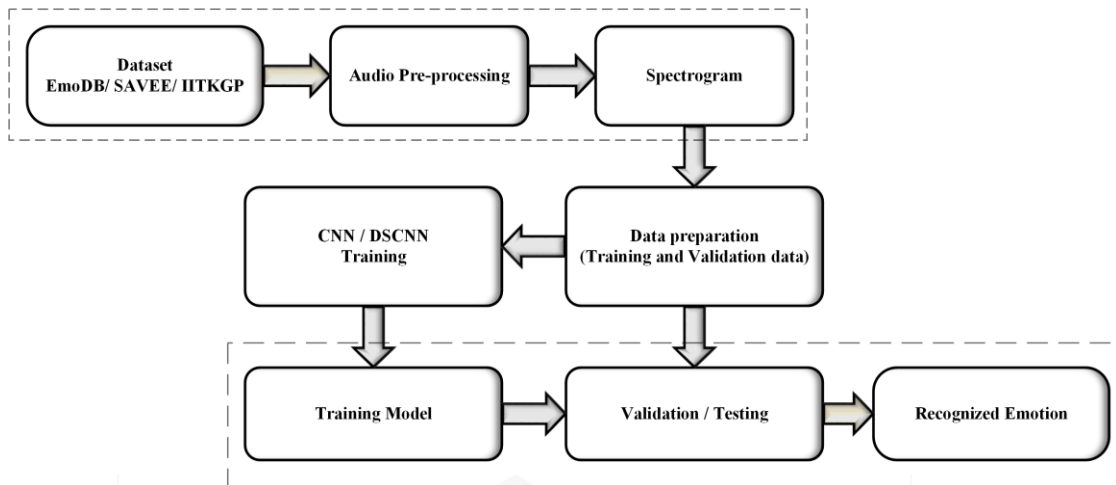 Dataset
EmoDB/ SAVEE/ IITKGP
Audio Pre-processing
Spectrogram
CNN / DSCNN
Training
Data preparation
(Training and Validation data)
Training Model
Validation / Testing
Recognized Emotion